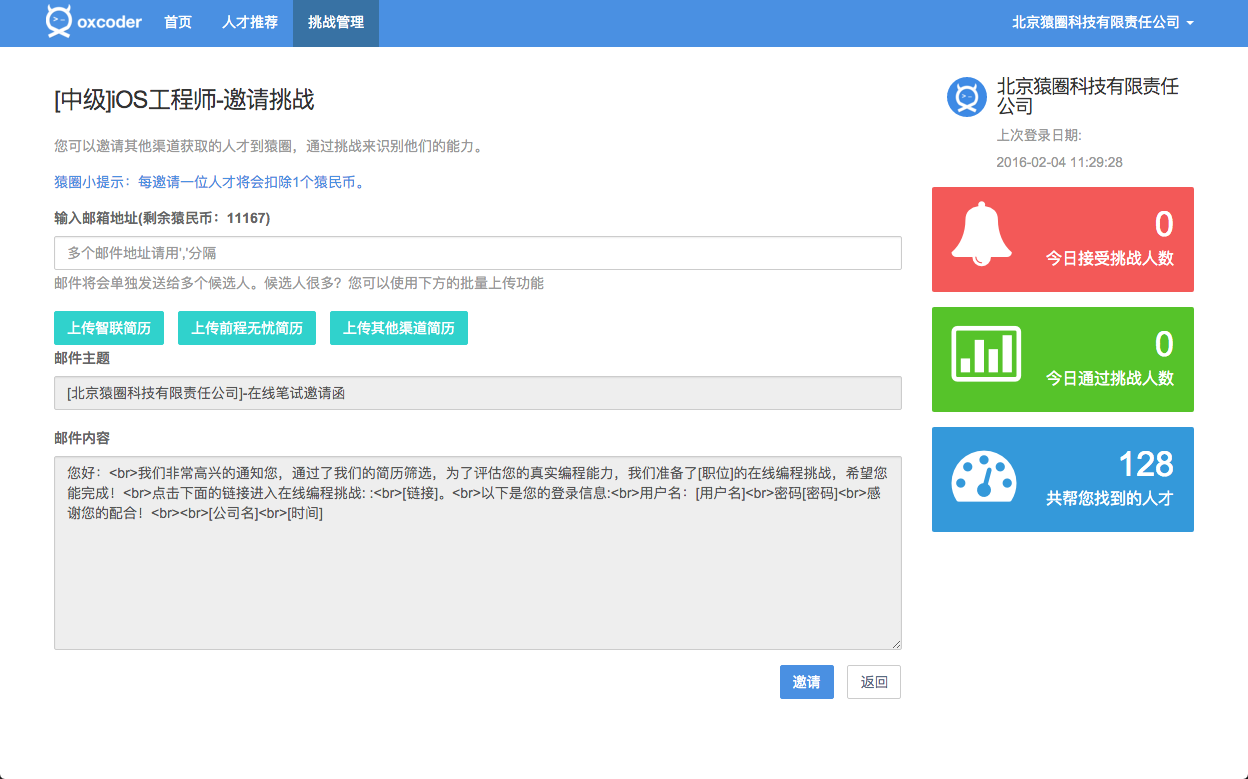 oxcoder 首页 人才推荐 挑战管理 北京猿圈科技有限责任公司
[中级]iOS工程师-邀请挑战
您可以邀请其他渠道获取的人才到猿圈，通过挑战来识别他们的能力。
猿圈小提示：每邀请一位人才将会扣除1个猿民币。
输入邮箱地址(剩余猿民币：11167)
多个邮件地址请用','分隔
邮件将会单独发送给多个候选人。候选人很多？您可以使用下方的批量上传功能
上传智联简历 上传前程无忧简历 上传其他渠道简历
邮件主题
[北京猿圈科技有限责任公司]-在线笔试邀请函
邮件内容
您好：<br>我们非常高兴的通知您，通过了我们的简历筛选，为了评估您的真实编程能力，我们准备了[职位]的在线编程挑战，希望您
能完成！<br>点击下面的链接进入在线编程挑战: :<br>[链接]。<br>以下是您的登录信息:<br>用户名：[用户名]<br>密码[密码]<br>感
谢您的配合！<br><br>[公司名]<br>[时间]
邀请 返回
北京猿圈科技有限责任
公司
上次登录日期:
2016-02-04 11:29:28
0
今日接受挑战人数
0
今日通过挑战人数
128
共帮您找到的人才